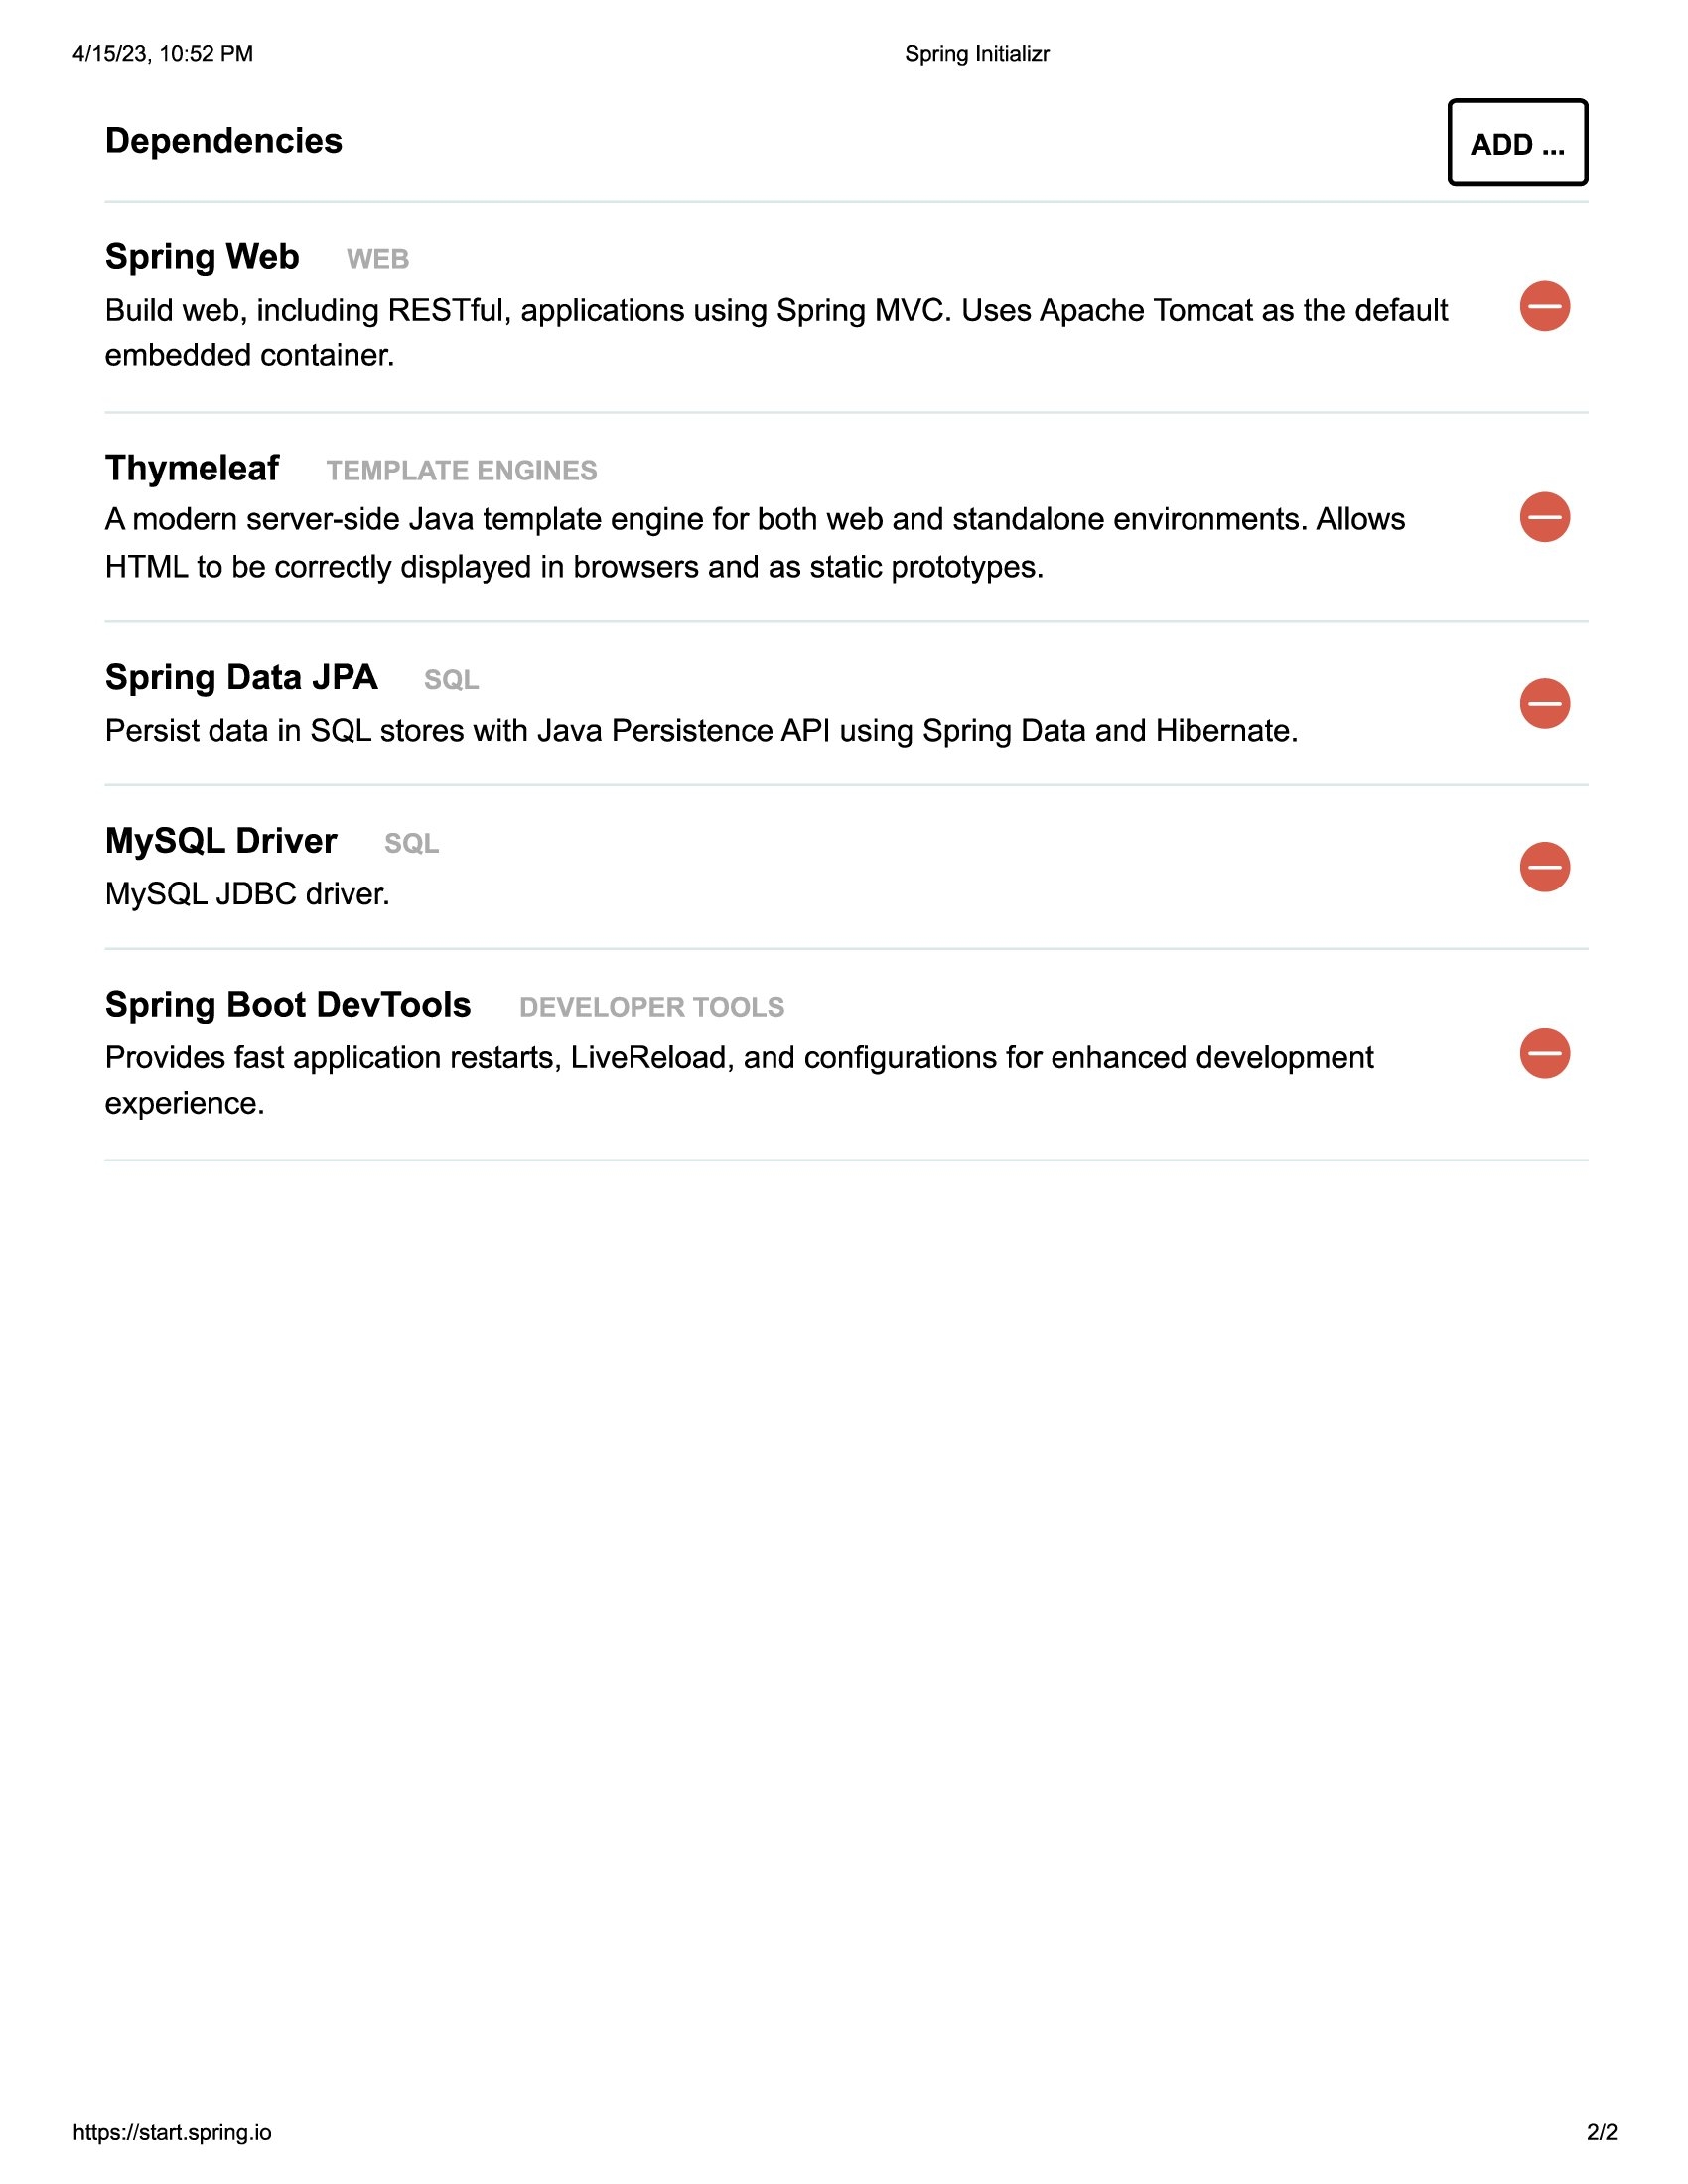 4/15/23, 10:52 PM Spring Initializr
Dependencies ADD ...
Spring Web WEB
Build web, including RESTful, applications using Spring MVC. Uses Apache Tomcat as the default
embedded container.
Thymeleaf TEMPLATE ENGINES
A modern server-side Java template engine for both web and standalone environments. Allows
HTML to be correctly displayed in browsers and as static prototypes.
Spring Data JPA SQL
Persist data in SQL stores with Java Persistence API using Spring Data and Hibernate.
MySQL Driver SQL
MySQL JDBC driver.
Spring Boot DevTools DEVELOPER TOOLS
Provides fast application restarts, LiveReload, and configurations for enhanced development
experience.
https://start.spring.io 2/2